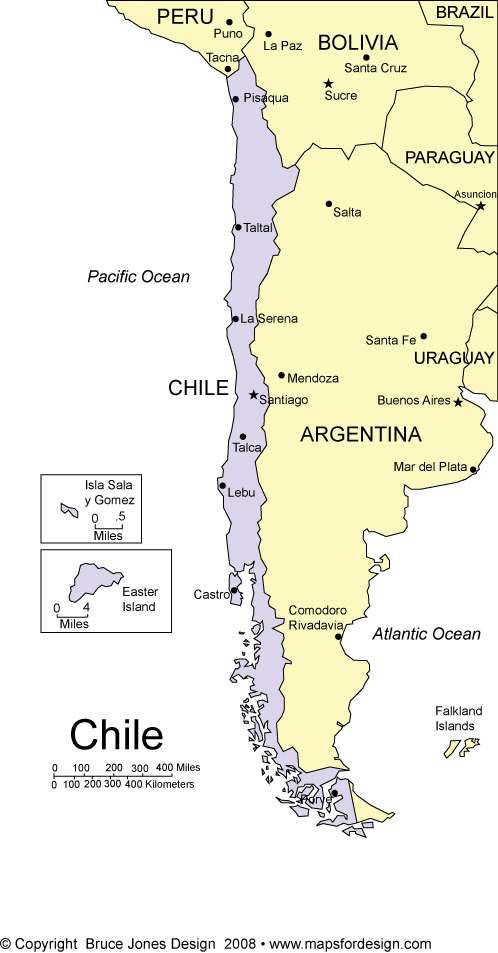 PERU
BRAZIL
Puno
La Paz
BOLIVIA
Tacna
Santa Cruz
Pisaqua
Sucre
PARAGUAY
Asuncion
Salta
Taltal
Pacific Ocean
La Serena
Santa Fe
URUGUAY
Mendoza
CHILE
Santiago
Buenos Aires
ARGENTINA
Talca
Mar del Plata
Isla Sala
y Gomez
0 .5
Miles
Lebu
Easter
Island
0 4
Miles
Castro
Comodoro
Rivadavia
Atlantic Ocean
Falkland
Islands
Chile
0 100 200 300 400 Miles
0 100 200 300 400 Kilometers
Porve
© Copyright Bruce Jones Design 2008 • www.mapsfordesign.com